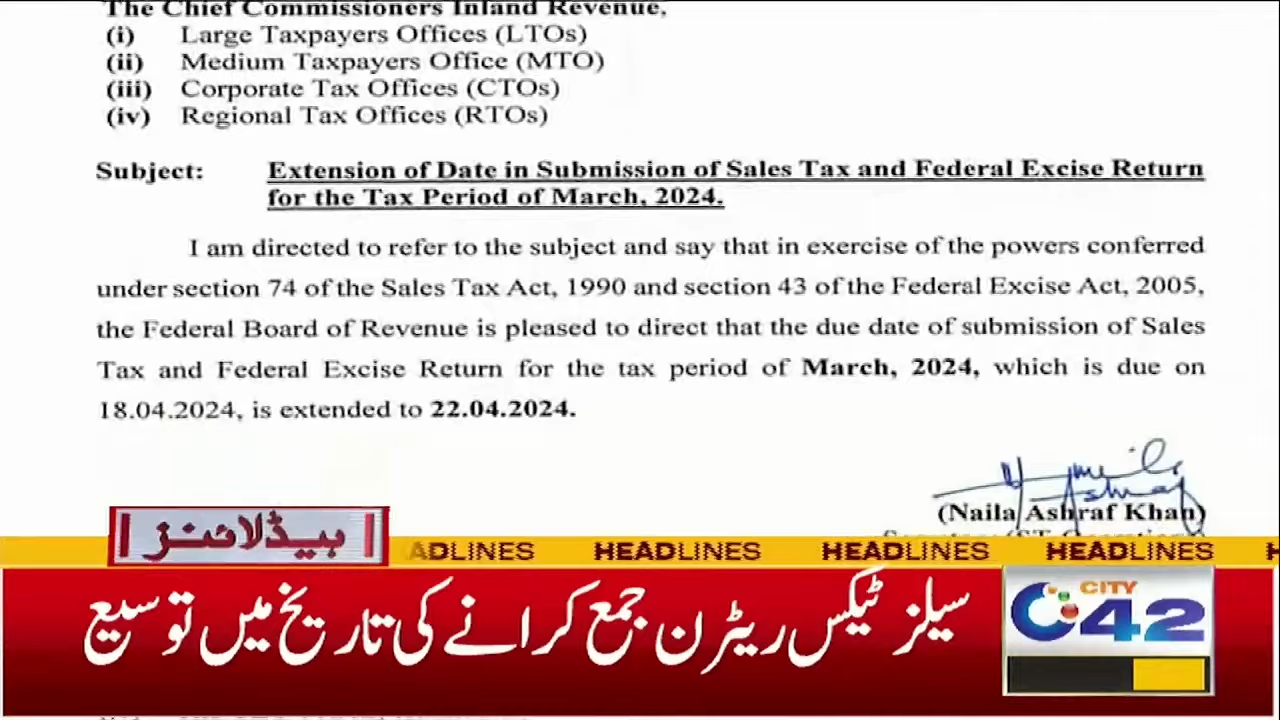 The Chief Commissioners Inland Revenue,
(i) Large Taxpayers Offices (LTOs)
(ii) Medium Taxpayers Office (MTO)
(iii) Corporate Tax Offices (CTOs)
(iv) Regional Tax Offices (RTOs)
Subject: Extension of Date in Submission of Sales Tax and Federal Excise Return
for the Tax Period of March, 2024.
I am directed to refer to the subject and say that in exercise of the powers conferred
under section 74 of the Sales Tax Act, 1990 and section 43 of the Federal Excise Act, 2005,
the Federal Board of Revenue is pleased to direct that the due date of submission of Sales
Tax and Federal Excise Return for the tax period of March, 2024, which is due on
18.04.2024, is extended to 22.04.2024.
(Naila Ashraf Khan)
ہیڈلائنز
ADLINES HEADLINES HEADLINES HEADLINES H
سیلز ٹیکس ریٹرن جمع کرانے کی تاریخ میں توسیع
CITY
42